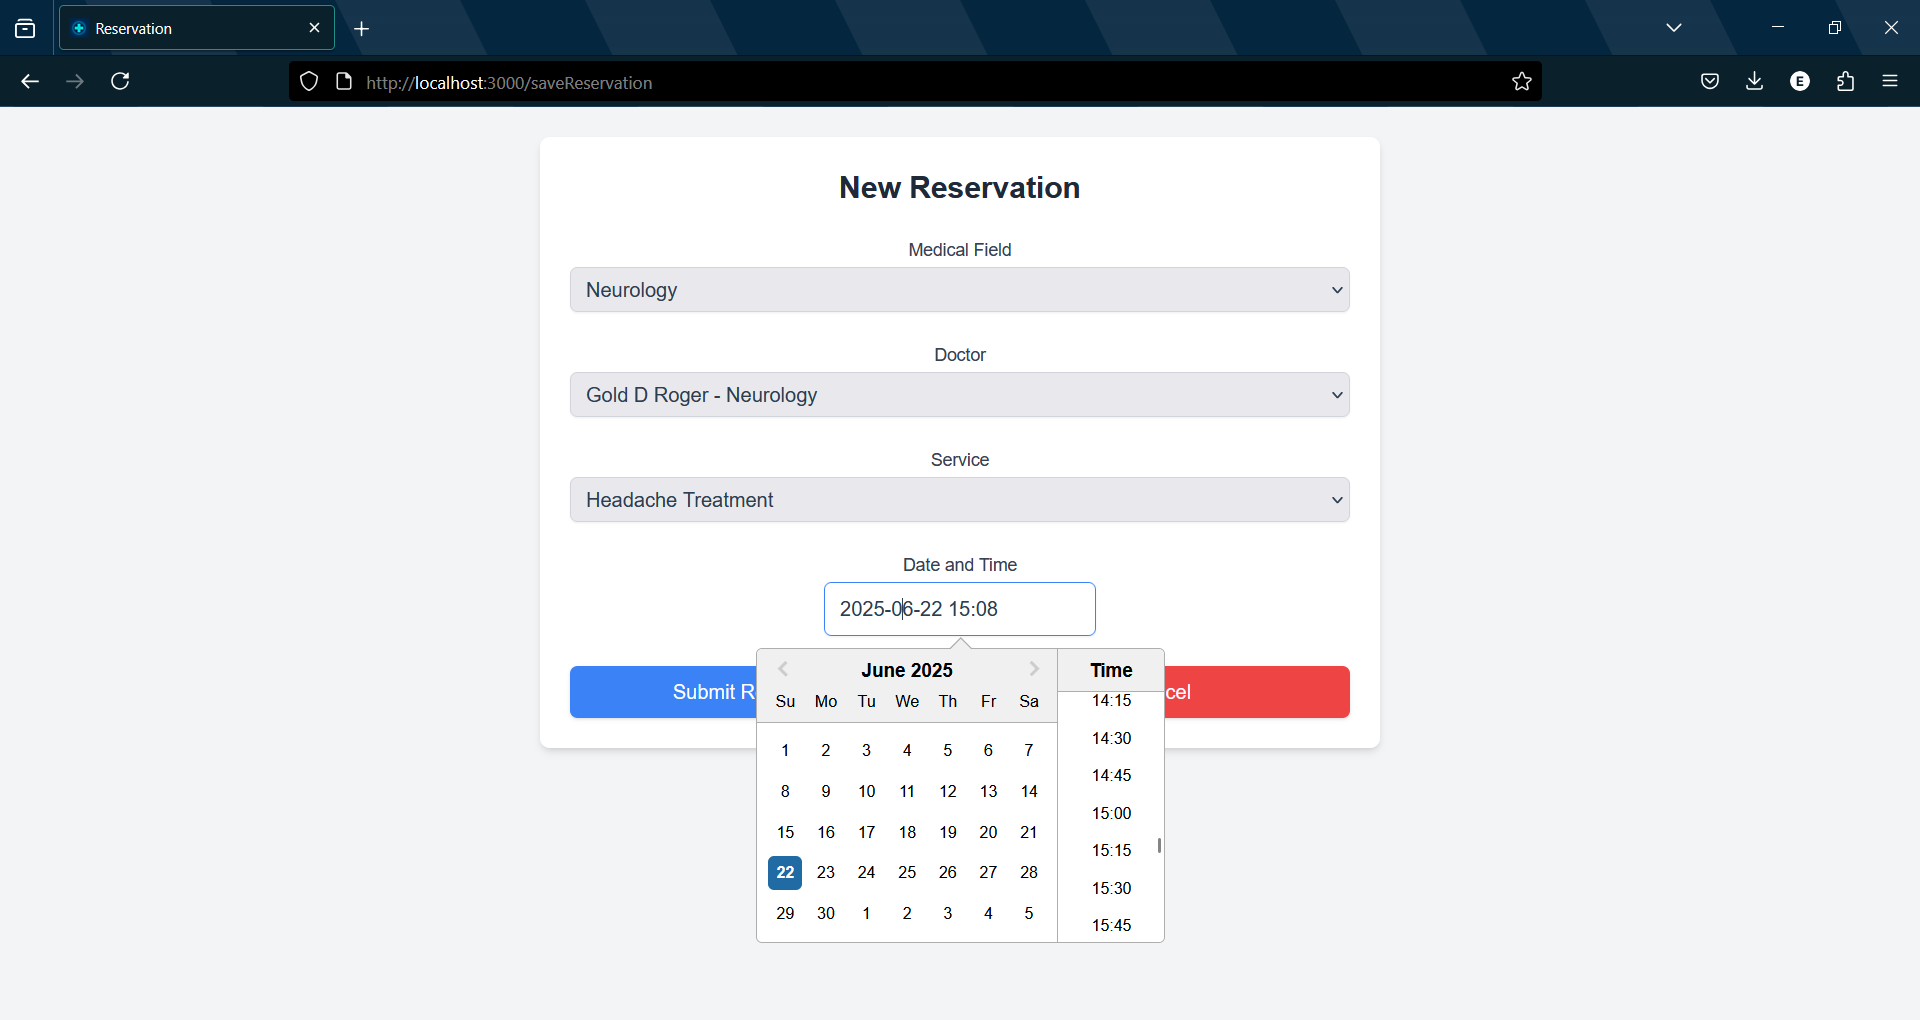 Reservation
http://localhost:3000/saveReservation
E
New Reservation
Medical Field
Neurology
Doctor
Gold D Roger - Neurology
Service
Headache Treatment
Date and Time
2025-06-22 15:08
Submit R
cel
June 2025
Su Mo Tu We Th Fr Sa
1 2 3 4 5 6 7
8 9 10 11 12 13 14
15 16 17 18 19 20 21
22 23 24 25 26 27 28
29 30 1 2 3 4 5
Time
14:15
14:30
14:45
15:00
15:15
15:30
15:45